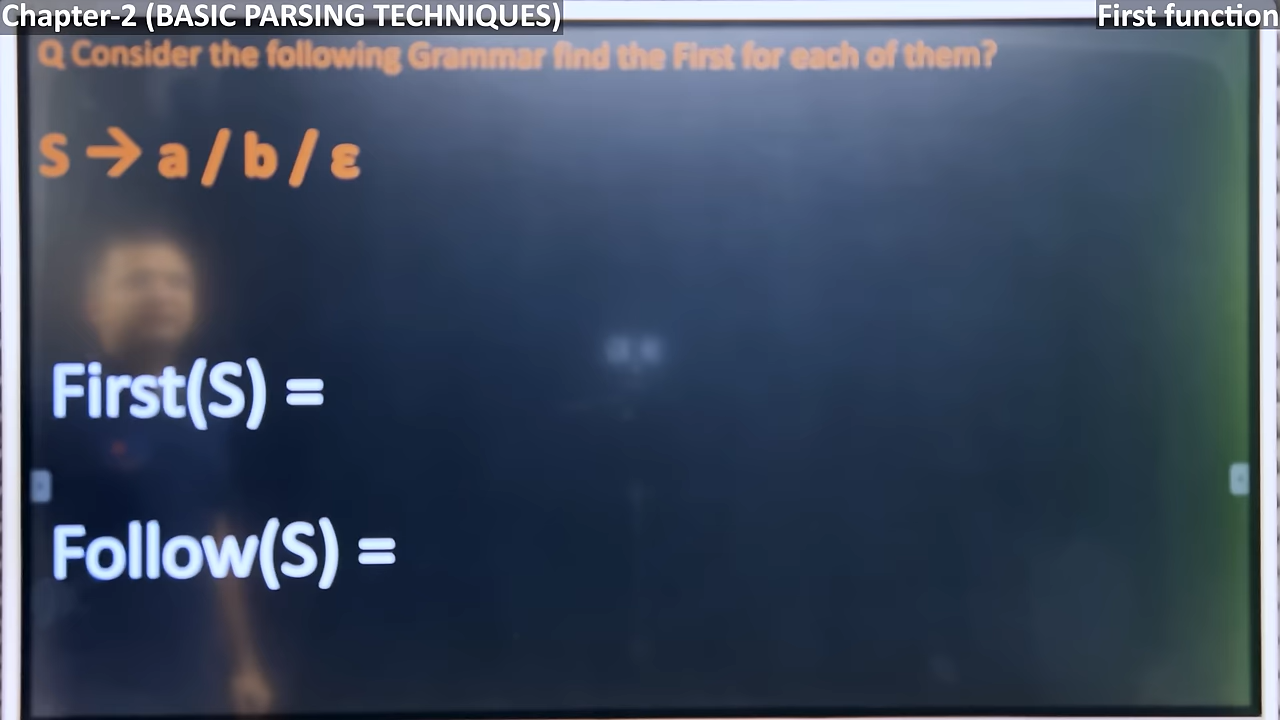 Chapter-2 (BASIC PARSING TECHNIQUES)
First function
Q Consider the following Grammar find the First for each of them?
S → a / b / ε
First(S) =
Follow(S) =